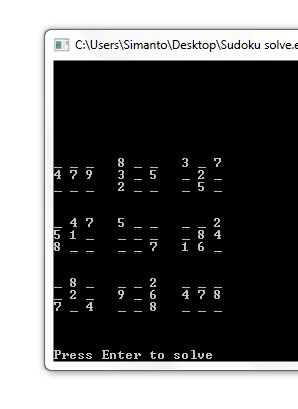 C:\Users\Simanto\Desktop\Sudoku solve.e
_ _ _ 8 _ _ 3 _ 7
4 7 9 3 _ 5 _ 2 _
_ _ _ 2 _ _ _ 5 _
_ 4 7 5 _ _ _ _ 2
5 1 _ _ _ _ _ 8 4
8 _ _ _ _ 7 1 6 _
_ 8 _ _ _ 2 _ _ _
_ 2 _ 9 _ 6 4 7 8
7 _ 4 _ _ 8 _ _ _
Press Enter to solve